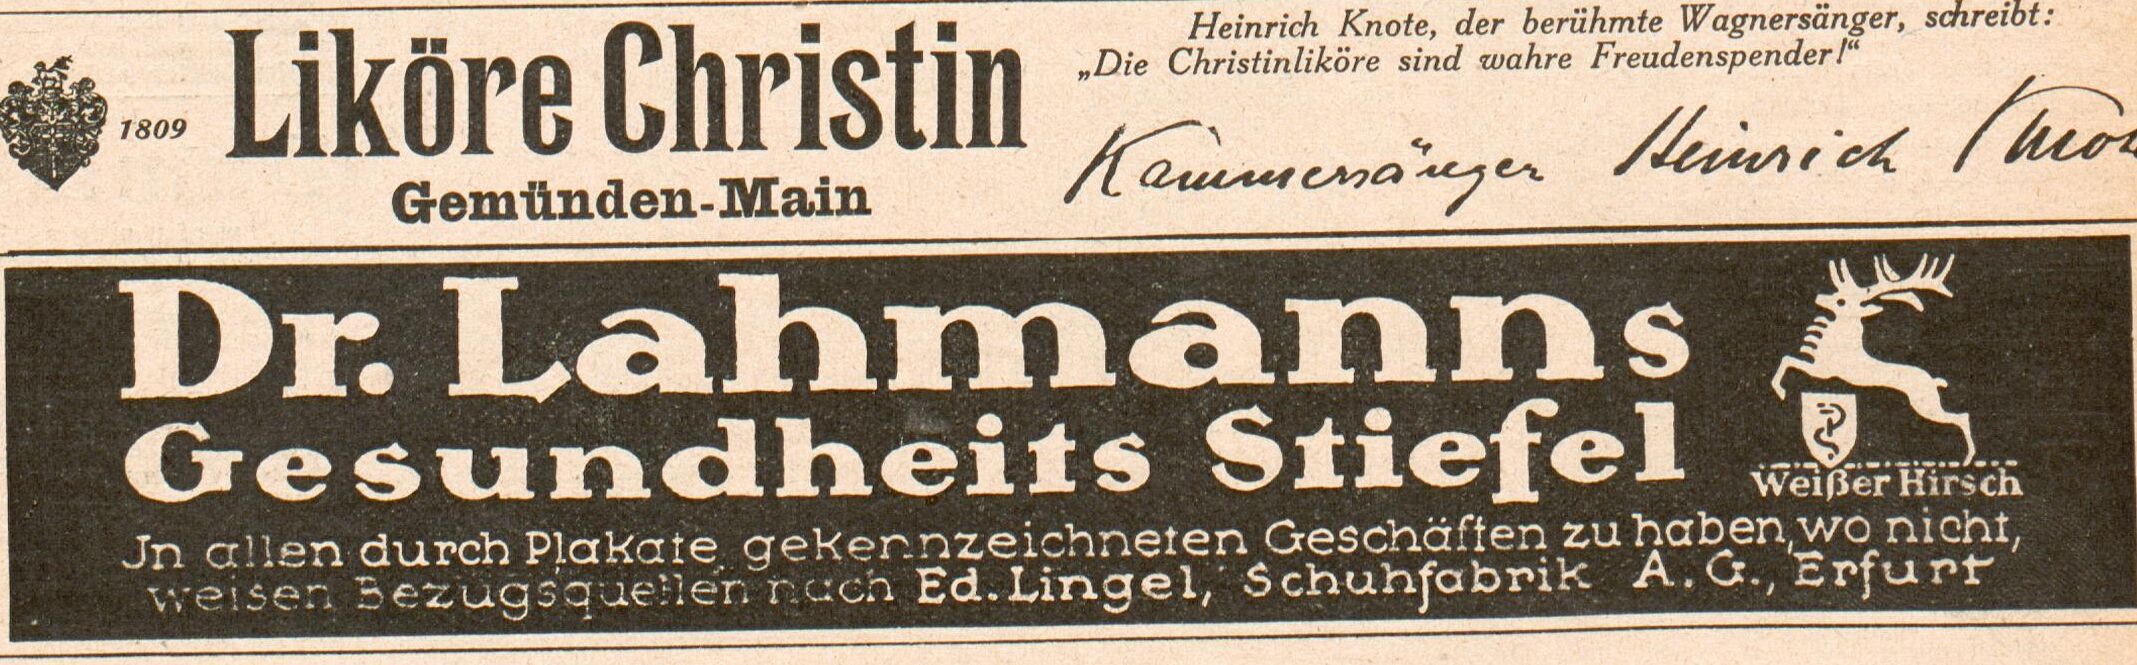 1809
Liköre Christin
Gemünden-Main
Heinrich Knote, der berühmte Wagnersänger, schreibt:
„Die Christinliköre sind wahre Freudenspender!“
Kammersänger Heinrich
Dr. Lahmanns
Gesundheits Stiefel
Weißer Hirsch
Jn allen durch Plakate gekennzeichneten Geschäften zu haben, wo nicht,
weisen Bezugsquellen nach Ed. Lingel, Schuhfabrik A. G., Erfurt